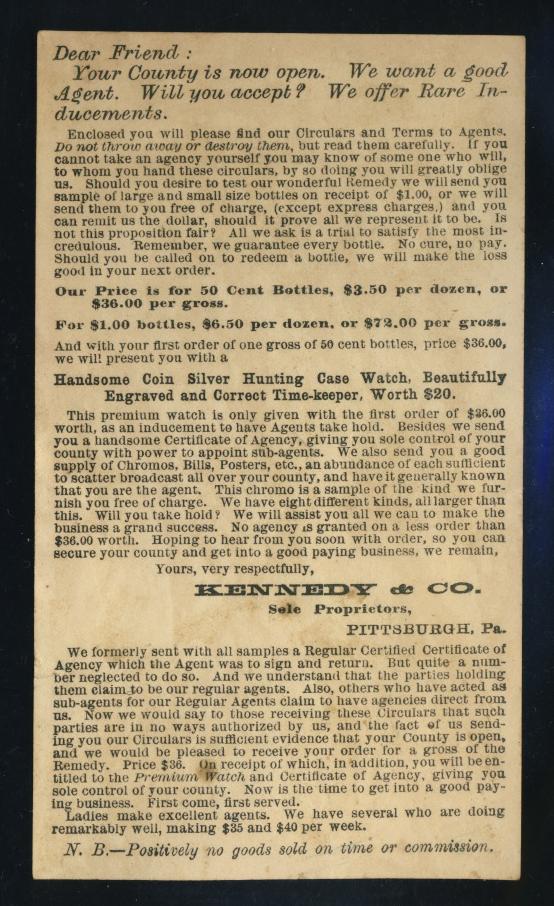 Dear Friend :
Your County is now open. We want a good
Agent. Will you accept? We offer Rare In-
ducements.
Enclosed you will please find our Circulars and Terms to Agents.
Do not throw away or destroy them, but read them carefully. If you
cannot take an agency yourself you may know of some one who will,
to whom you hand these circulars, by so doing you will greatly oblige
us. Should you desire to test our wonderful Remedy we will send you
sample of large and small size bottles on receipt of $1.00, or we will
send them to you free of charge, (except express charges,) and you
can remit us the dollar, should it prove all we represent it to be. Is
not this proposition fair? All we ask is a trial to satisfy the most in-
credulous. Remember, we guarantee every bottle. No cure, no pay.
Should you be called on to redeem a bottle, we will make the loss
good in your next order.
Our Price is for 50 Cent Bottles, $3.50 per dozen, or
$36.00 per gross.
For $1.00 bottles, $6.50 per dozen, or $72.00 per gross.
And with your first order of one gross of 50 cent bottles, price $36.00,
we will present you with a
Handsome Coin Silver Hunting Case Watch, Beautifully
Engraved and Correct Time-keeper, Worth $20.
This premium watch is only given with the first order of $36.00
worth, as an inducement to have Agents take hold. Besides we send
you a handsome Certificate of Agency, giving you sole control of your
county with power to appoint sub-agents. We also send you a good
supply of Chromos, Bills, Posters, etc., an abundance of each sufficient
to scatter broadcast all over your county, and have it generally known
that you are the agent. This chromo is a sample of the kind we fur-
nish you free of charge. We have eight different kinds, all larger than
this. Will you take hold? We will assist you all we can to make the
business a grand success. No agency is granted on a less order than
$36.00 worth. Hoping to hear from you soon with order, so you can
secure your county and get into a good paying business, we remain,
Yours, very respectfully,
KENNEDY & CO.
Sole Proprietors,
PITTSBURGH, Pa.
We formerly sent with all samples a Regular Certified Certificate of
Agency which the Agent was to sign and return. But quite a num-
ber neglected to do so. And we understand that the parties holding
them claim to be our regular agents. Also, others who have acted as
sub-agents for our Regular Agents claim to have agencies direct from
us. Now we would say to those receiving these Circulars that such
parties are in no ways authorized by us, and the fact of us send-
ing you our Circulars is sufficient evidence that your County is open,
and we would be pleased to receive your order for a gross of the
Remedy. Price $36. On receipt of which, in addition, you will be en-
titled to the Premium Watch and Certificate of Agency, giving you
sole control of your county. Now is the time to get into a good pay-
ing business. First come, first served.
Ladies make excellent agents. We have several who are doing
remarkably well, making $35 and $40 per week.
N. B.—Positively no goods sold on time or commission.